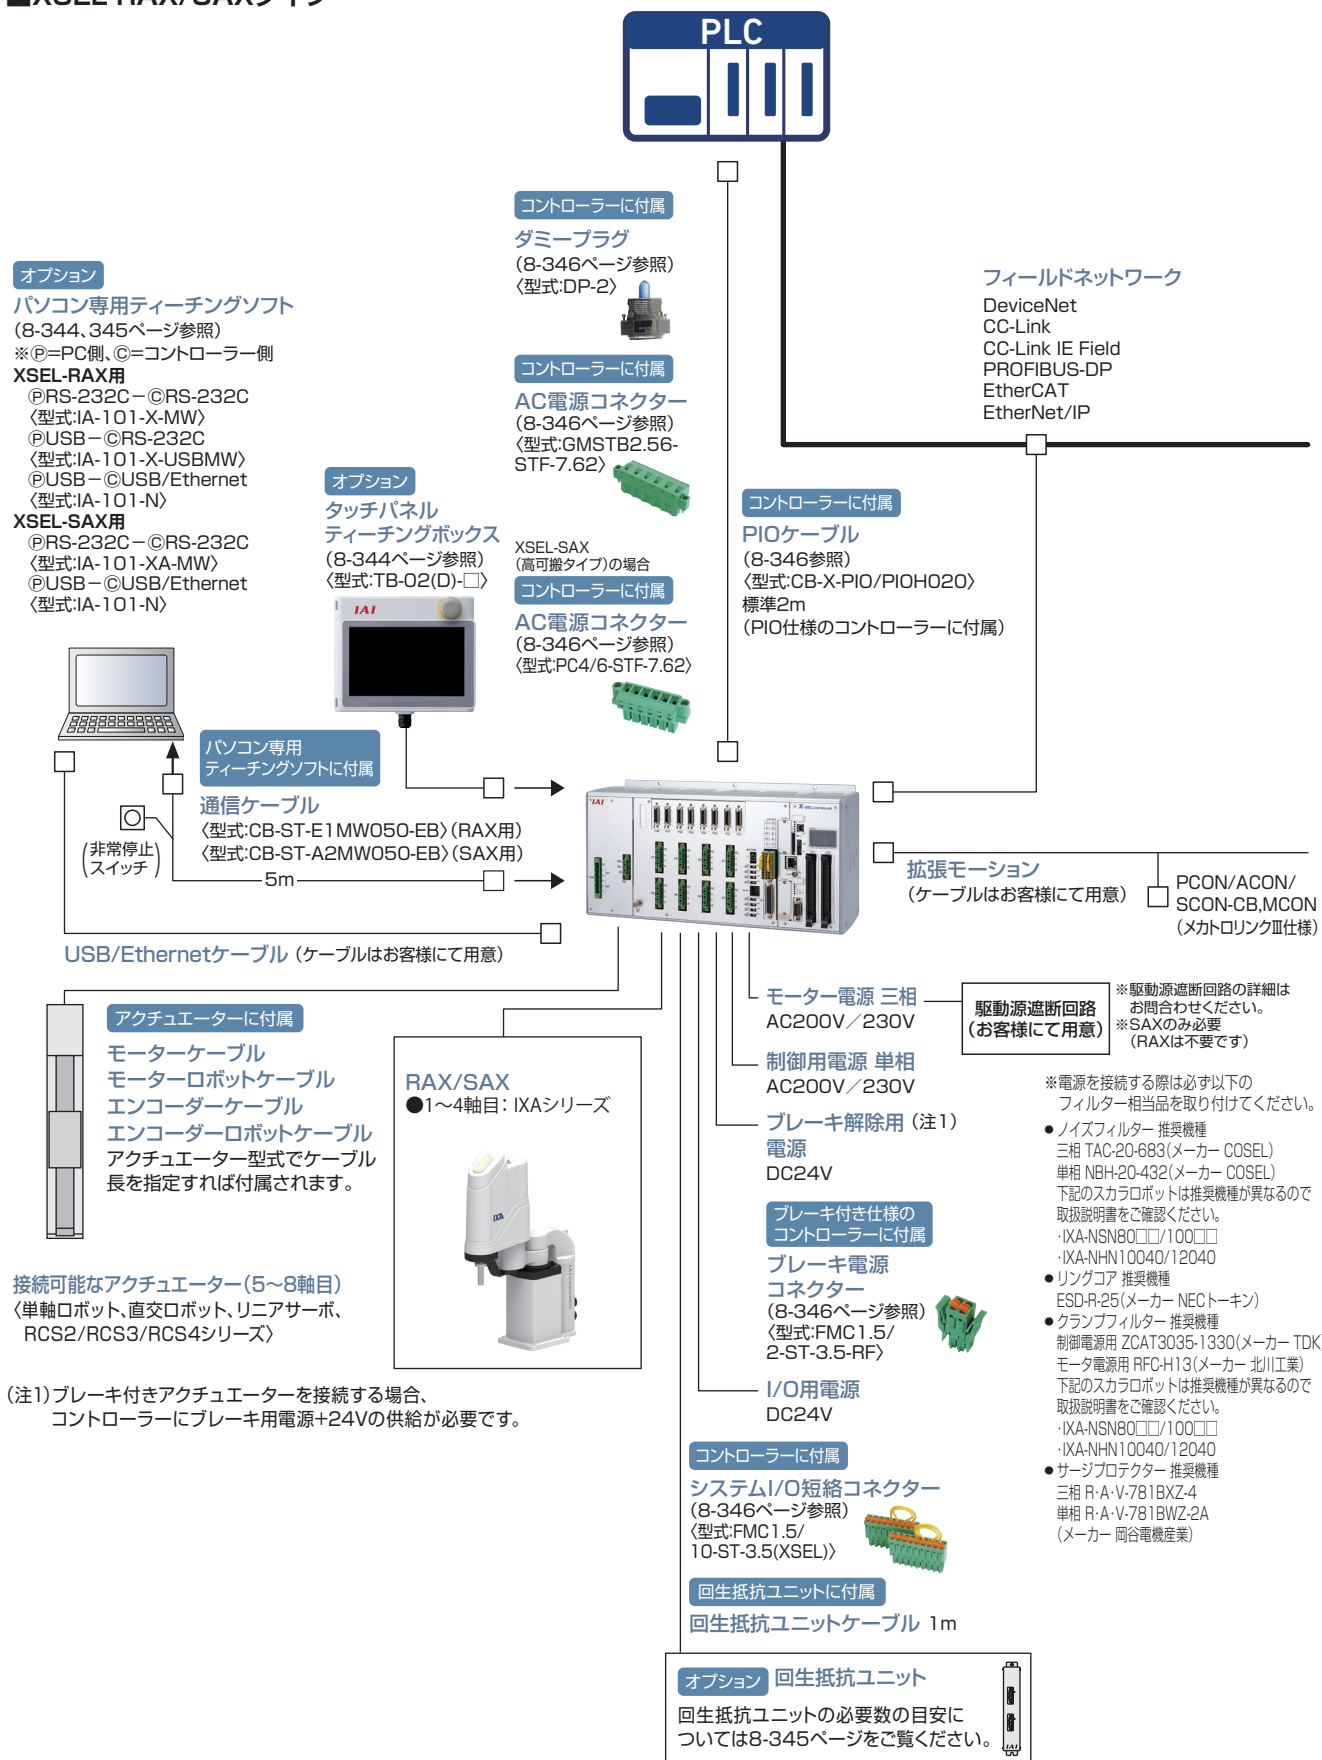 ■XSEL-RAX/SAXタイプ
PLC
コントローラーに付属
ダミープラグ
(8-346ページ参照)
〈型式:DP-2〉
コントローラーに付属
AC電源コネクター
(8-346ページ参照)
〈型式:GMSTB2.56-
STF-7.62〉
XSEL-SAX
(高可搬タイプ)の場合
コントローラーに付属
AC電源コネクター
(8-346ページ参照)
〈型式:PC4/6-STF-7.62〉
オプション
パソコン専用ティーチングソフト
(8-344、345ページ参照)
※Ⓟ=PC側、Ⓒ=コントローラー側
XSEL-RAX用
ⓅRS-232C－ⒸRS-232C
〈型式:IA-101-X-MW〉
ⓅUSB－ⒸRS-232C
〈型式:IA-101-X-USBMW〉
ⓅUSB－ⒸUSB/Ethernet
〈型式:IA-101-N〉
XSEL-SAX用
ⓅRS-232C－ⒸRS-232C
〈型式:IA-101-XA-MW〉
ⓅUSB－ⒸUSB/Ethernet
〈型式:IA-101-N〉
オプション
タッチパネル
ティーチングボックス
(8-344ページ参照)
〈型式:TB-02(D)-□〉
IAI
フィールドネットワーク
DeviceNet
CC-Link
CC-Link IE Field
PROFIBUS-DP
EtherCAT
EtherNet/IP
コントローラーに付属
PIOケーブル
(8-346参照)
〈型式:CB-X-PIO/PIOH020〉
標準2m
(PIO仕様のコントローラーに付属)
パソコン専用
ティーチングソフトに付属
通信ケーブル
〈型式:CB-ST-E1MW050-EB〉(RAX用)
〈型式:CB-ST-A2MW050-EB〉(SAX用)
5m
(非常停止
スイッチ)
USB/Ethernetケーブル (ケーブルはお客様にて用意)
IAI
X-SEL CONTROLLER
拡張モーション
(ケーブルはお客様にて用意)
PCON/ACON/
SCON-CB,MCON
(メカトロリンクⅢ仕様)
アクチュエーターに付属
モーターケーブル
モーターロボットケーブル
エンコーダーケーブル
エンコーダーロボットケーブル
アクチュエーター型式でケーブル
長を指定すれば付属されます。
接続可能なアクチュエーター(5～8軸目)
〈単軸ロボット、直交ロボット、リニアサーボ、
RCS2/RCS3/RCS4シリーズ〉
RAX/SAX
●1～4軸目: IXAシリーズ
IXA
(注1)ブレーキ付きアクチュエーターを接続する場合、
コントローラーにブレーキ用電源+24Vの供給が必要です。
モーター電源 三相
AC200V／230V
駆動源遮断回路
(お客様にて用意)
※駆動源遮断回路の詳細は
お問合わせください。
※SAXのみ必要
(RAXは不要です)
制御用電源 単相
AC200V／230V
ブレーキ解除用 (注1)
電源
DC24V
ブレーキ付き仕様の
コントローラーに付属
ブレーキ電源
コネクター
(8-346ページ参照)
〈型式:FMC1.5/
2-ST-3.5-RF〉
I/O用電源
DC24V
コントローラーに付属
システムI/O短絡コネクター
(8-346ページ参照)
〈型式:FMC1.5/
10-ST-3.5(XSEL)〉
回生抵抗ユニットに付属
回生抵抗ユニットケーブル 1m
オプション 回生抵抗ユニット
回生抵抗ユニットの必要数の目安に
ついては8-345ページをご覧ください。
IAI
※電源を接続する際は必ず以下の
フィルター相当品を取り付けてください。
●ノイズフィルター 推奨機種
三相 TAC-20-683(メーカー COSEL)
単相 NBH-20-432(メーカー COSEL)
下記のスカラロボットは推奨機種が異なるので
取扱説明書をご確認ください。
・IXA-NSN80□□/100□□
・IXA-NHN10040/12040
●リングコア 推奨機種
ESD-R-25(メーカー NECトーキン)
●クランプフィルター 推奨機種
制御電源用 ZCAT3035-1330(メーカー TDK)
モータ電源用 RFC-H13(メーカー 北川工業)
下記のスカラロボットは推奨機種が異なるので
取扱説明書をご確認ください。
・IXA-NSN80□□/100□□
・IXA-NHN10040/12040
●サージプロテクター 推奨機種
三相 R・A・V-781BXZ-4
単相 R・A・V-781BWZ-2A
(メーカー 岡谷電機産業)